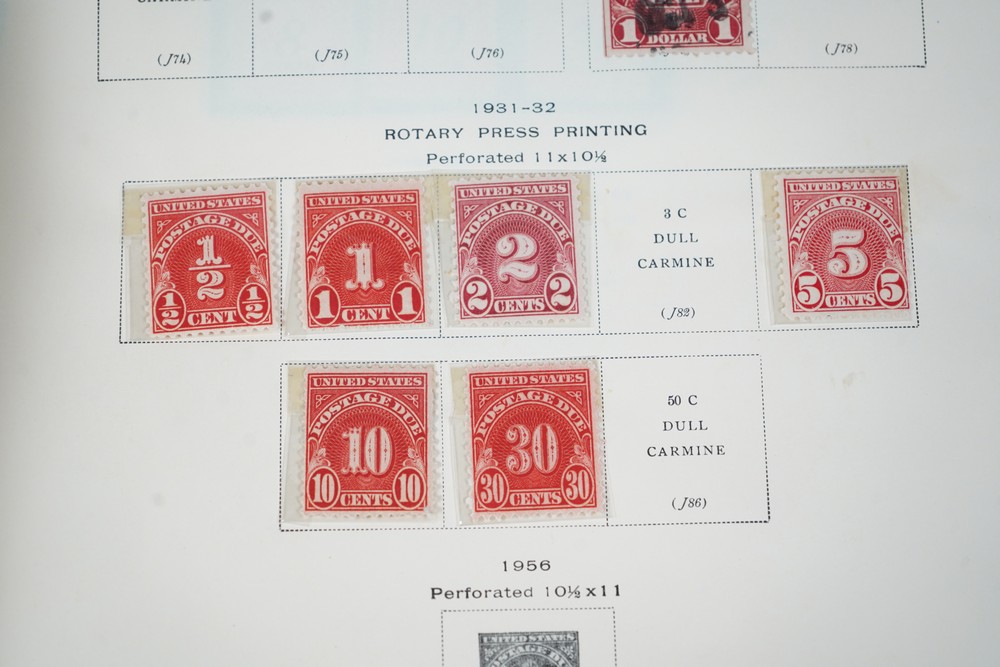 (J74)
(J75)
(J76)
1 DOLLAR 1
(J78)
1931-32
ROTARY PRESS PRINTING
Perforated 11x10½
UNITED STATES
POSTAGE DUE
1/2
1/2 CENT 1/2
UNITED STATES
POSTAGE DUE
1
1 CENT 1
UNITED STATES
POSTAGE DUE
2
2 CENTS 2
3 C
DULL
CARMINE
(J82)
UNITED STATES
POSTAGE DUE
5
5 CENTS 5
UNITED STATES
POSTAGE DUE
10
10 CENTS 10
UNITED STATES
POSTAGE DUE
30
30 CENTS 30
50 C
DULL
CARMINE
(J86)
1956
Perforated 10½x11
UNITED STATES
POSTAGE DUE